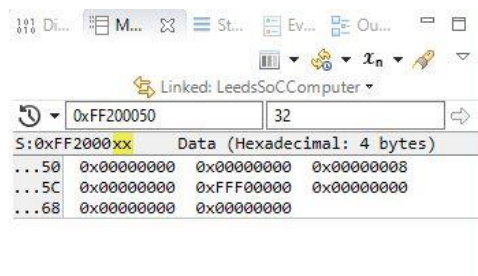 Di... M... St... Ev... Ou...
xn
Linked: LeedsSoCComputer
0xFF200050 32
S:0xFF2000xx Data (Hexadecimal: 4 bytes)
...50 0x00000000 0x00000000 0x00000008
...5C 0x00000000 0xFFF00000 0x00000000
...68 0x00000000 0x00000000